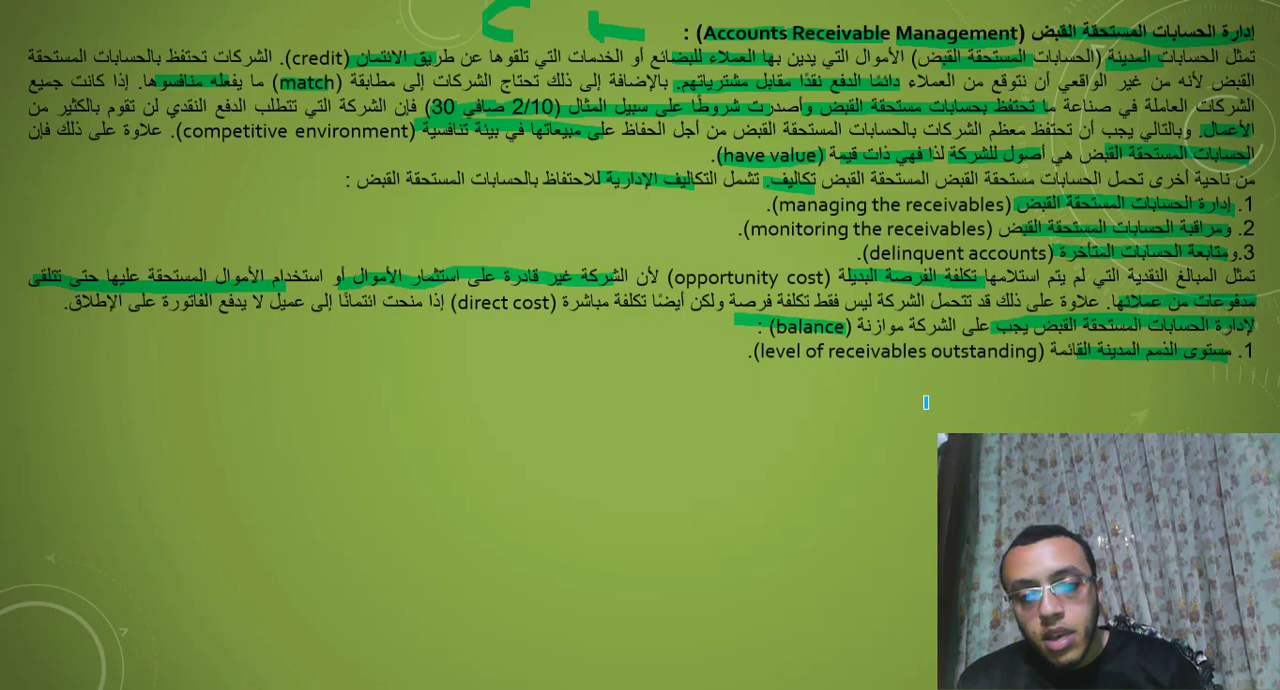 إدارة الحسابات المستحقة القبض (Accounts Receivable Management) :
تمثل الحسابات المدينة (الحسابات المستحقة القبض) الأموال التي يدين بها العملاء للبضائع أو الخدمات التي تلقوها عن طريق الائتمان (credit). الشركات تحتفظ بالحسابات المستحقة
القبض لأنه من غير الواقعي أن نتوقع من العملاء دائمًا الدفع نقدًا مقابل مشترياتهم. بالإضافة إلى ذلك تحتاج الشركات إلى مطابقة (match) ما يفعله منافسوها. إذا كانت جميع
الشركات العاملة في صناعة ما تحتفظ بحسابات مستحقة القبض وأصدرت شروطًا على سبيل المثال (2/10 صافي 30) فإن الشركة التي تتطلب الدفع النقدي لن تقوم بالكثير من
الأعمال. وبالتالي يجب أن تحتفظ معظم الشركات بالحسابات المستحقة القبض من أجل الحفاظ على مبيعاتها في بيئة تنافسية (competitive environment). علاوة على ذلك فإن
الحسابات المستحقة القبض هي أصول للشركة لذا فهي ذات قيمة (have value).
من ناحية أخرى تحمل الحسابات مستحقة القبض المستحقة القبض تكاليف. تشمل التكاليف الإدارية للاحتفاظ بالحسابات المستحقة القبض :
1. إدارة الحسابات المستحقة القبض (managing the receivables).
2. ومراقبة الحسابات المستحقة القبض (monitoring the receivables).
3.ومتابعة الحسابات المتأخرة (delinquent accounts).
تمثل المبالغ النقدية التي لم يتم استلامها تكلفة الفرصة البديلة (opportunity cost) لأن الشركة غير قادرة على استثمار الأموال أو استخدام الأموال المستحقة عليها حتى تتلقى
مدفوعات من عملائها. علاوة على ذلك قد تتحمل الشركة ليس فقط تكلفة فرصة ولكن أيضًا تكلفة مباشرة (direct cost) إذا منحت ائتمانًا إلى عميل لا يدفع الفاتورة على الإطلاق.
لإدارة الحسابات المستحقة القبض يجب على الشركة موازنة (balance) :
1. مستوى الذمم المدينة القائمة (level of receivables outstanding).